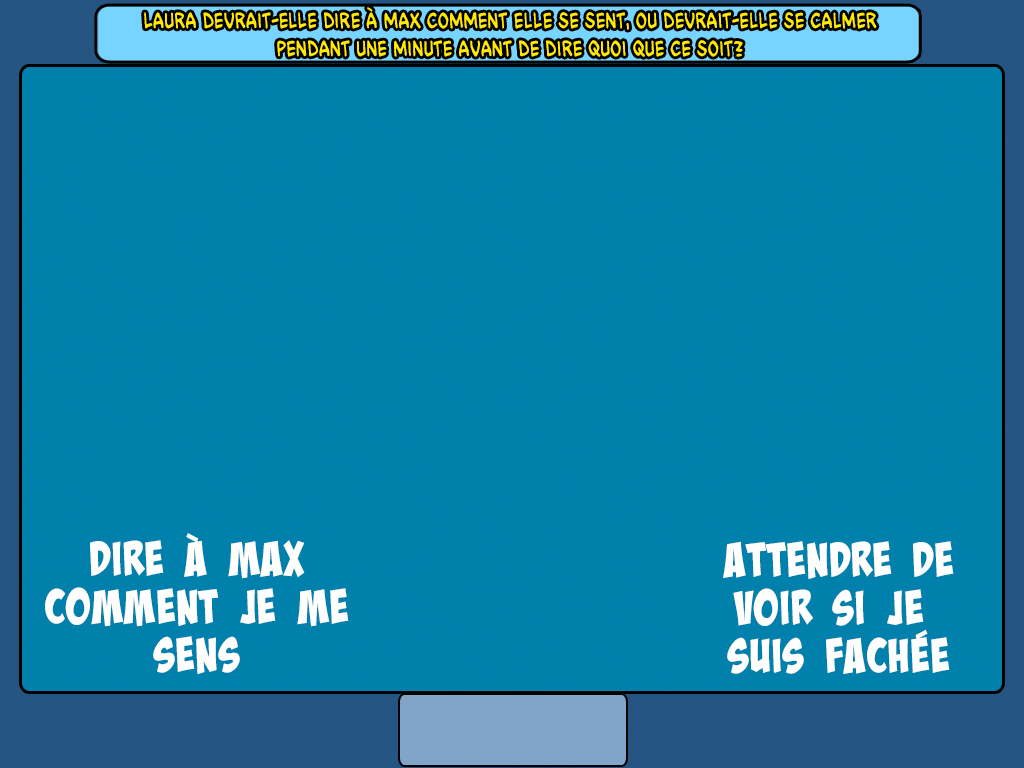 LAURA DEVRAIT-ELLE DIRE À MAX COMMENT ELLE SE SENT, OU DEVRAIT-ELLE SE CALMER
PENDANT UNE MINUTE AVANT DE DIRE QUOI QUE CE SOIT?
DIRE À MAX
COMMENT JE ME
SENS
ATTENDRE DE
VOIR SI JE
SUIS FACHÉE